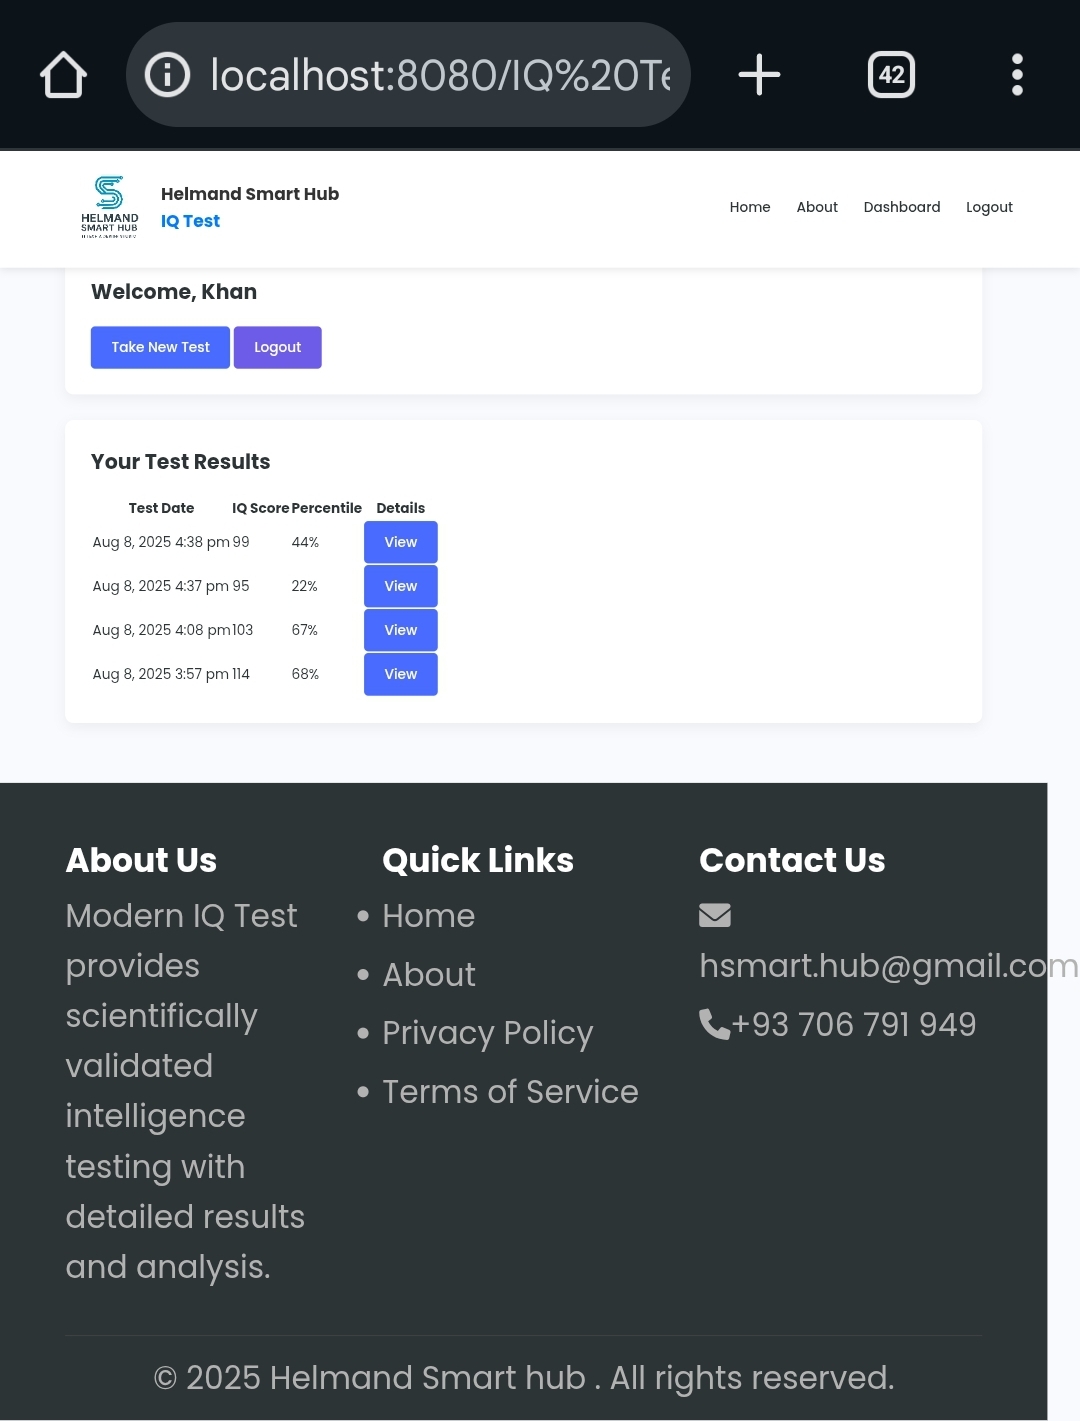 localhost:8080/IQ%20Te
42
HELMAND
SMART HUB
Helmand Smart Hub
IQ Test
Home About Dashboard Logout
Welcome, Khan
Take New Test Logout
Your Test Results
Test Date IQ Score Percentile Details
Aug 8, 2025 4:38 pm 99 44% View
Aug 8, 2025 4:37 pm 95 22% View
Aug 8, 2025 4:08 pm 103 67% View
Aug 8, 2025 3:57 pm 114 68% View
About Us
Modern IQ Test
provides
scientifically
validated
intelligence
testing with
detailed results
and analysis.
Quick Links
• Home
• About
• Privacy Policy
• Terms of Service
Contact Us
hsmart.hub@gmail.com
+93 706 791 949
© 2025 Helmand Smart hub . All rights reserved.